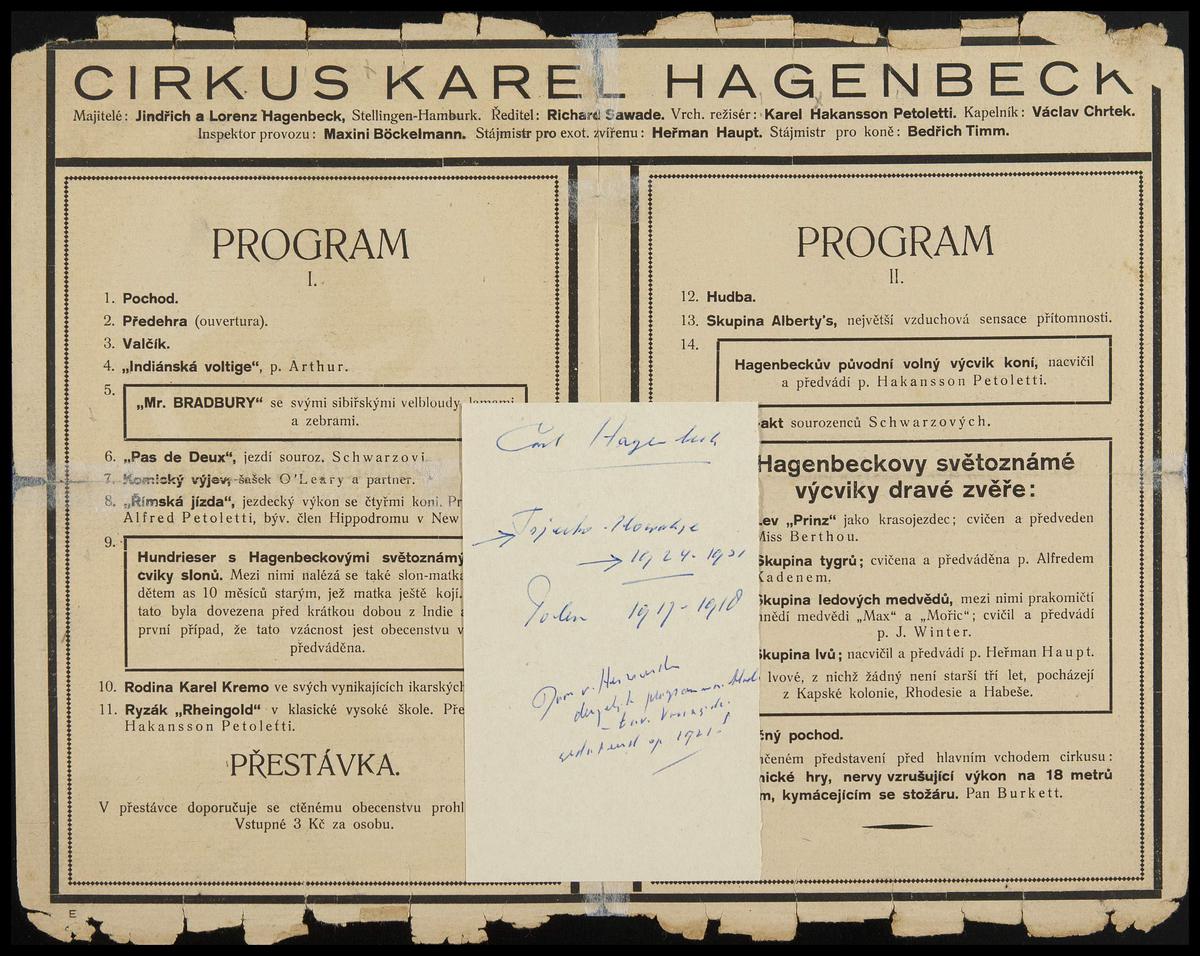 CIRKUS KAREL HAGENBECK
Majitelé: Jindřich a Lorenz Hagenbeck, Stellingen-Hamburk. Ředitel: Richard Sawade. Vrch. režisér: Karel Hakansson Petoletti. Kapelník: Václav Chrtek.
Inspektor provozu: Maxini Böckelmann. Stájmistr pro exot. zvířenu: Heřman Haupt. Stájmistr pro koně: Bedřich Timm.
PROGRAM
I.
1. Pochod.
2. Předehra (ouvertura).
3. Valčík.
4. „Indiánská voltige“, p. Arthur.
5. „Mr. BRADBURY“ se svými sibiřskými velbloudy, lamami
a zebrami.
6. „Pas de Deux“, jezdí souroz. Schwarzovi
7. Komický výjev, šašek O'Leary a partner.
8. „Římská jízda“, jezdecký výkon se čtyřmi koni. Pr
Alfred Petoletti, býv. člen Hippodromu v New
9. Hundrieser s Hagenbeckovými světoznámý
cviky slonů. Mezi nimi nalézá se také slon-matka
dětem as 10 měsíců starým, jež matka ještě kojí.
tato byla dovezena před krátkou dobou z Indie a
první případ, že tato vzácnost jest obecenstvu v
předváděna.
10. Rodina Karel Kremo ve svých vynikajících ikarských
11. Ryzák „Rheingold“ v klasické vysoké škole. Pře
Hakansson Petoletti.
PŘESTÁVKA.
V přestávce doporučuje se ctěnému obecenstvu prohl
Vstupné 3 Kč za osobu.
E
Carl Hagenbeck
1924-1921
Polen 1917-1918
op 1921
PROGRAM
II.
12. Hudba.
13. Skupina Alberty's, největší vzduchová sensace přítomnosti.
14. Hagenbeckův původní volný výcvik koní, nacvičil
a předvádí p. Hakansson Petoletti.
akt sourozenců Schwarzových.
Hagenbeckovy světoznámé
výcviky dravé zvěře:
Lev „Prinz“ jako krasojezdec; cvičen a předveden
Miss Berthou.
Skupina tygrů; cvičena a předváděna p. Alfredem
Kadenem.
Skupina ledových medvědů, mezi nimi prakomičtí
hnědí medvědi „Max“ a „Mořic“; cvičil a předvádí
p. J. Winter.
Skupina lvů; nacvičil a předvádí p. Heřman Haupt.
lvové, z nichž žádný není starší tří let, pocházejí
z Kapské kolonie, Rhodesie a Habeše.
čný pochod.
nčeném představení před hlavním vchodem cirkusu:
nické hry, nervy vzrušující výkon na 18 metrů
m, kymácejícím se stožáru. Pan Burkett.